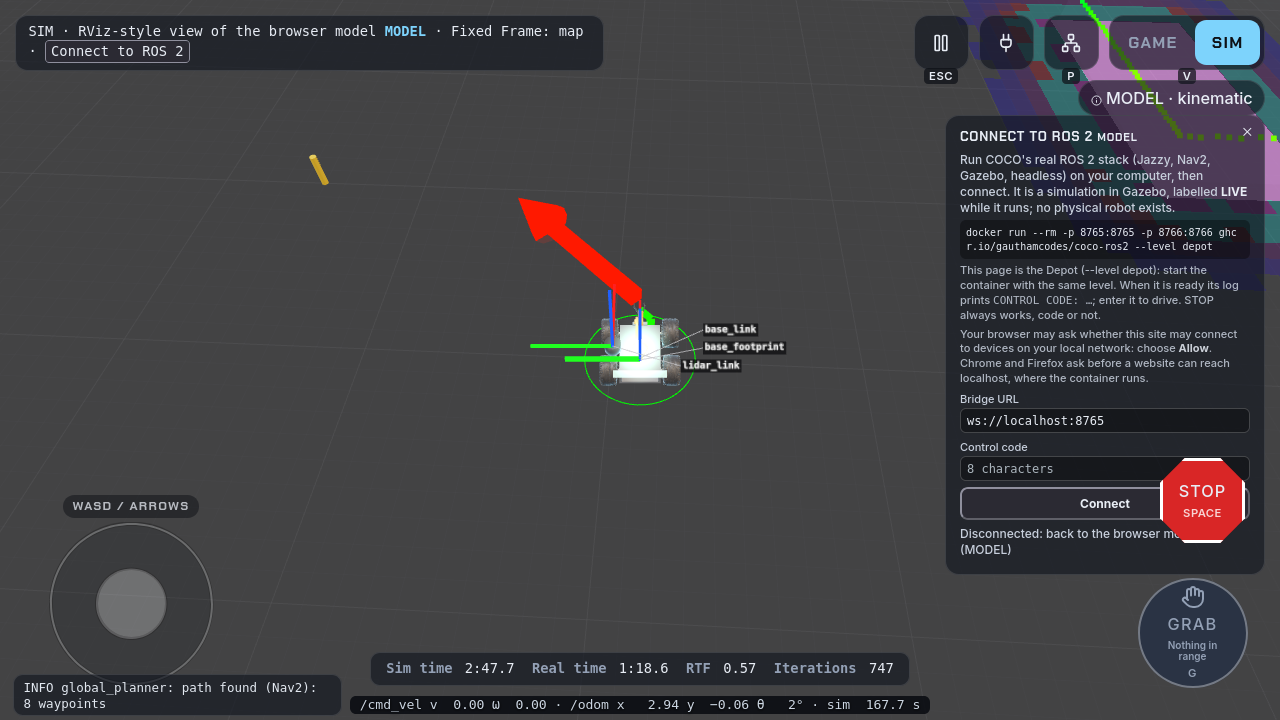 SIM · RViz-style view of the browser model MODEL · Fixed Frame: map
· Connect to ROS 2
GAME
SIM
ESC
P
V
MODEL · kinematic
CONNECT TO ROS 2 MODEL
Run COCO's real ROS 2 stack (Jazzy, Nav2,
Gazebo, headless) on your computer, then
connect. It is a simulation in Gazebo, labelled LIVE
while it runs; no physical robot exists.
docker run --rm -p 8765:8765 -p 8766:8766 ghc
r.io/gauthamcodes/coco-ros2 --level depot
This page is the Depot (--level depot): start the
container with the same level. When it is ready its log
prints CONTROL CODE: …; enter it to drive. STOP
always works, code or not.
Your browser may ask whether this site may connect
to devices on your local network: choose Allow.
Chrome and Firefox ask before a website can reach
localhost, where the container runs.
Bridge URL
ws://localhost:8765
Control code
8 characters
Connect
STOP
SPACE
Disconnected: back to the browser
(MODEL)
base_link
base_footprint
lidar_link
WASD / ARROWS
GRAB
Nothing in
range
G
Sim time 2:47.7 Real time 1:18.6 RTF 0.57 Iterations 747
INFO global_planner: path found (Nav2):
8 waypoints
/cmd_vel v 0.00 ω 0.00 · /odom x 2.94 y −0.06 θ 2° · sim 167.7 s